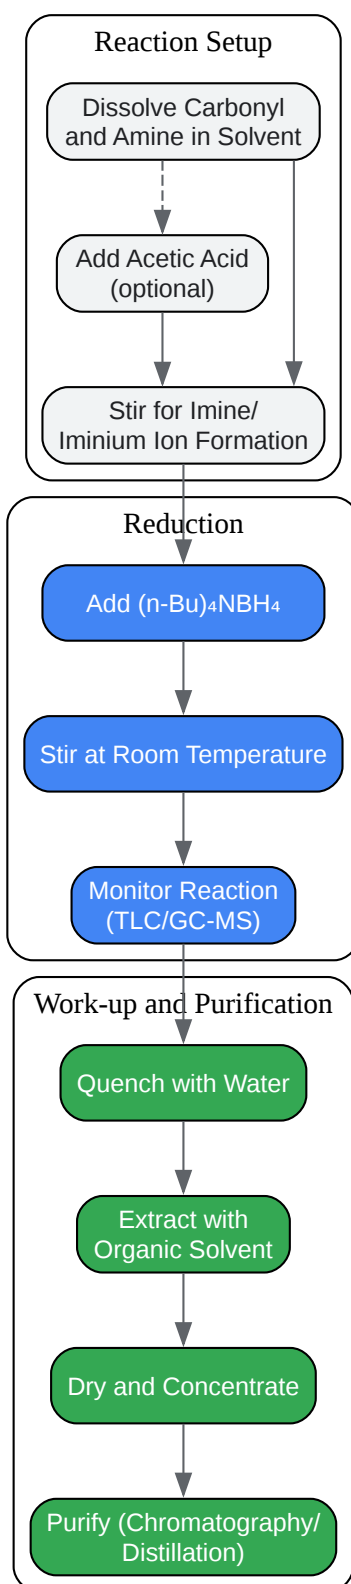 Reaction Setup
Dissolve Carbonyl
and Amine in Solvent
Add Acetic Acid
(optional)
Stir for Imine/
Iminium Ion Formation
Reduction
Add (n-Bu)₄NBH₄
Stir at Room Temperature
Monitor Reaction
(TLC/GC-MS)
Work-up and Purification
Quench with Water
Extract with
Organic Solvent
Dry and Concentrate
Purify (Chromatography/
Distillation)